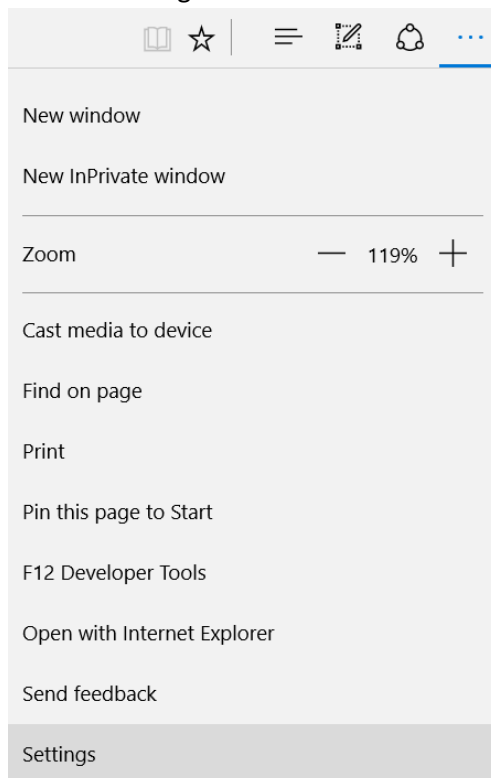 New window
New InPrivate window
Zoom 119%
Cast media to device
Find on page
Print
Pin this page to Start
F12 Developer Tools
Open with Internet Explorer
Send feedback
Settings